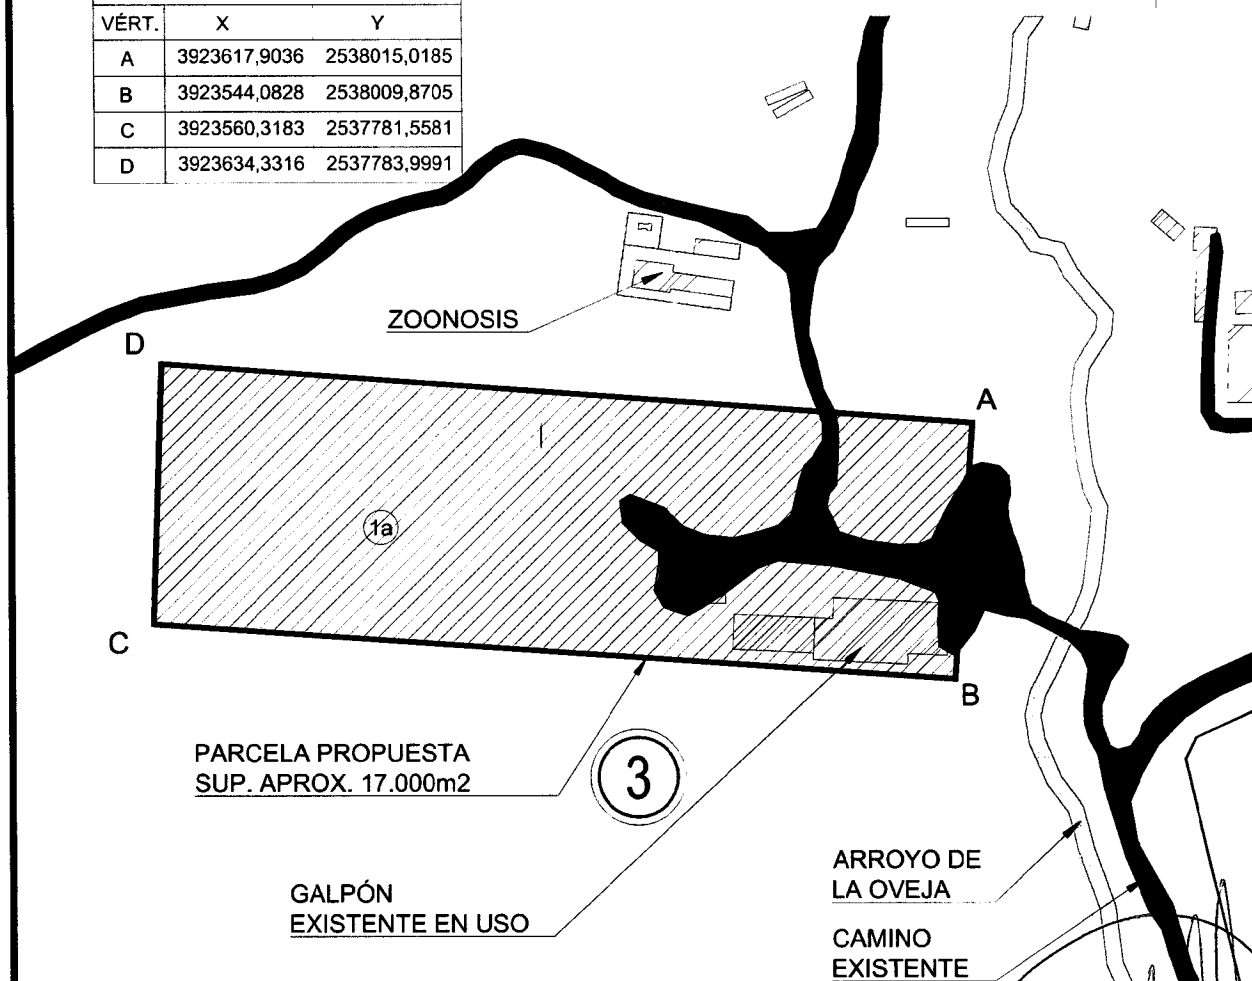 VÉRT. X Y
A 3923617,9036 2538015,0185
B 3923544,0828 2538009,8705
C 3923560,3183 2537781,5581
D 3923634,3316 2537783,9991
ZOONOSIS
D
A
1a
C
B
PARCELA PROPUESTA
SUP. APROX. 17.000m2
3
GALPÓN
EXISTENTE EN USO
ARROYO DE
LA OVEJA
CAMINO
EXISTENTE